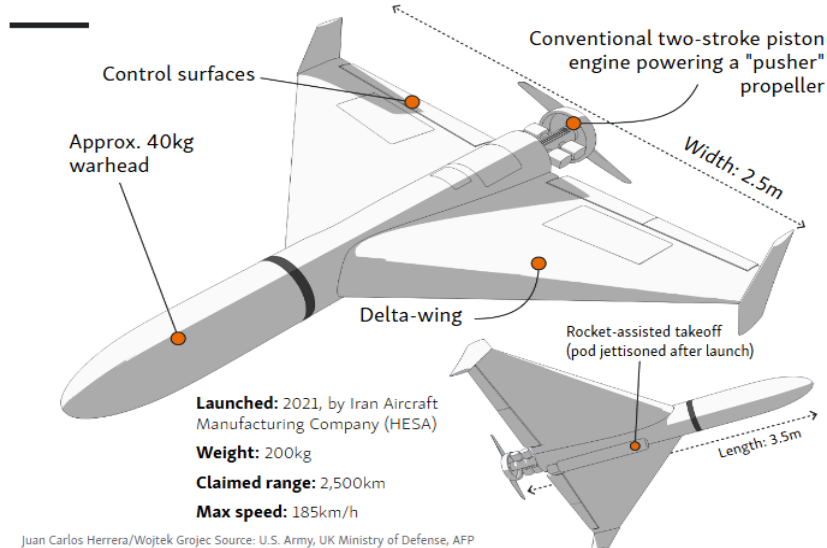 Conventional two-stroke piston
engine powering a "pusher"
propeller
Control surfaces
Approx. 40kg
warhead
Width: 2.5m
Delta-wing
Rocket-assisted takeoff
(pod jettisoned after launch)
Length: 3.5m
Launched: 2021, by Iran Aircraft
Manufacturing Company (HESA)
Weight: 200kg
Claimed range: 2,500km
Max speed: 185km/h
Juan Carlos Herrera/Wojtek Grojec Source: U.S. Army, UK Ministry of Defense, AFP